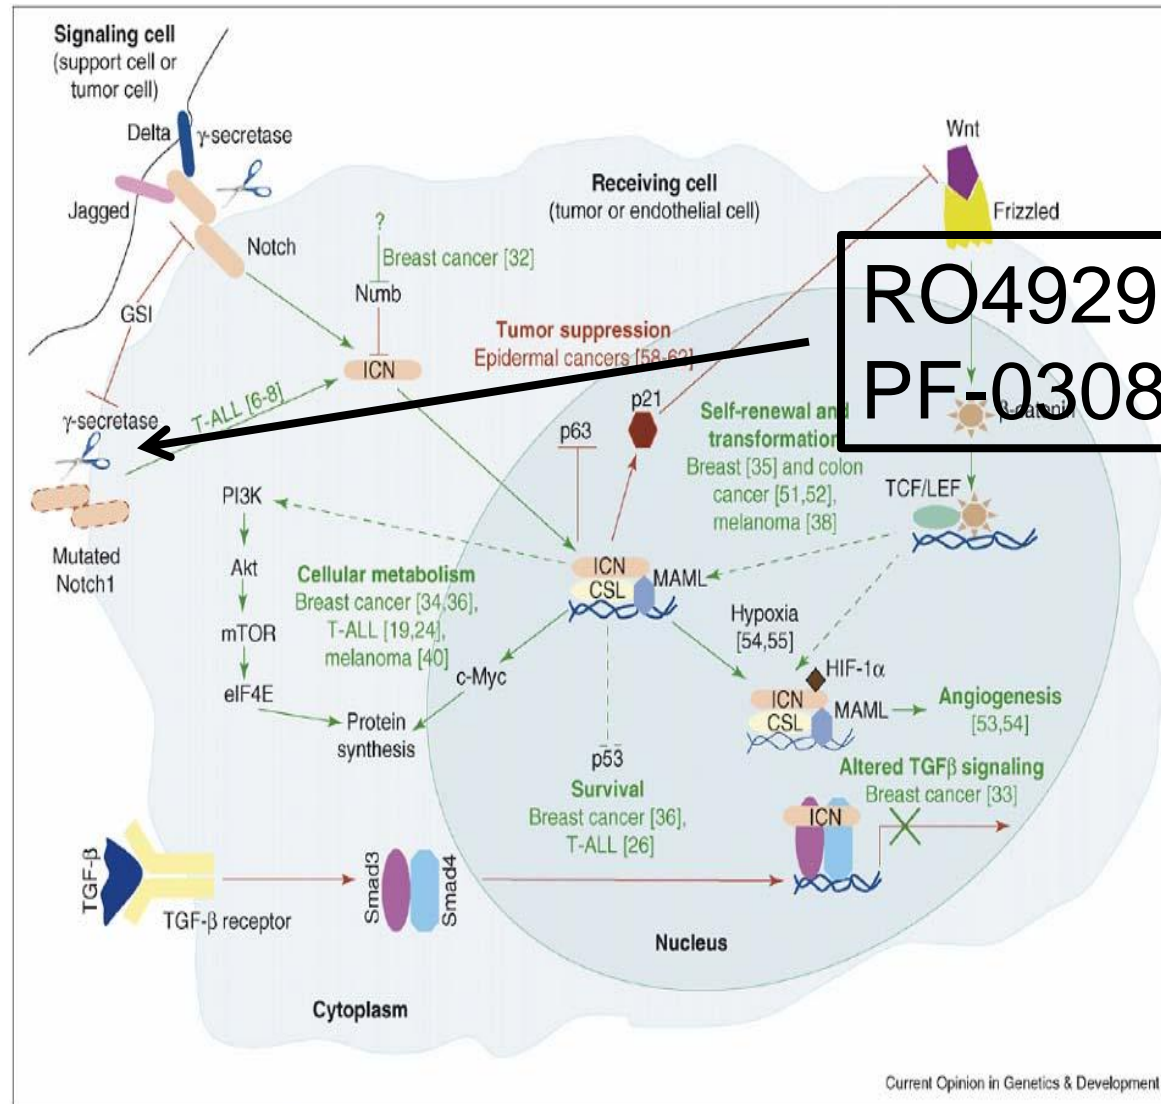 Signaling cell
(support cell or
tumor cell)
Delta
γ-secretase
Jagged
Notch
GSI
γ-secretase
T-ALL [6-8]
Mutated
Notch1
?
Breast cancer [32]
Numb
ICN
Receiving cell
(tumor or endothelial cell)
Wnt
Frizzled
RO4929
PF-0308
β-catenin
TCF/LEF
Tumor suppression
Epidermal cancers [58-62]
p63
p21
Self-renewal and
transformation
Breast [35] and colon
cancer [51,52],
melanoma [38]
PI3K
Akt
mTOR
eIF4E
Cellular metabolism
Breast cancer [34,36],
T-ALL [19,24],
melanoma [40]
c-Myc
Protein
synthesis
ICN
CSL
MAML
Hypoxia
[54,55]
HIF-1α
ICN
CSL
MAML
Angiogenesis
[53,54]
p53
Survival
Breast cancer [36],
T-ALL [26]
Altered TGFβ signaling
Breast cancer [33]
ICN
TGF-β
TGF-β receptor
Smad3
Smad4
Nucleus
Cytoplasm
Current Opinion in Genetics & Development